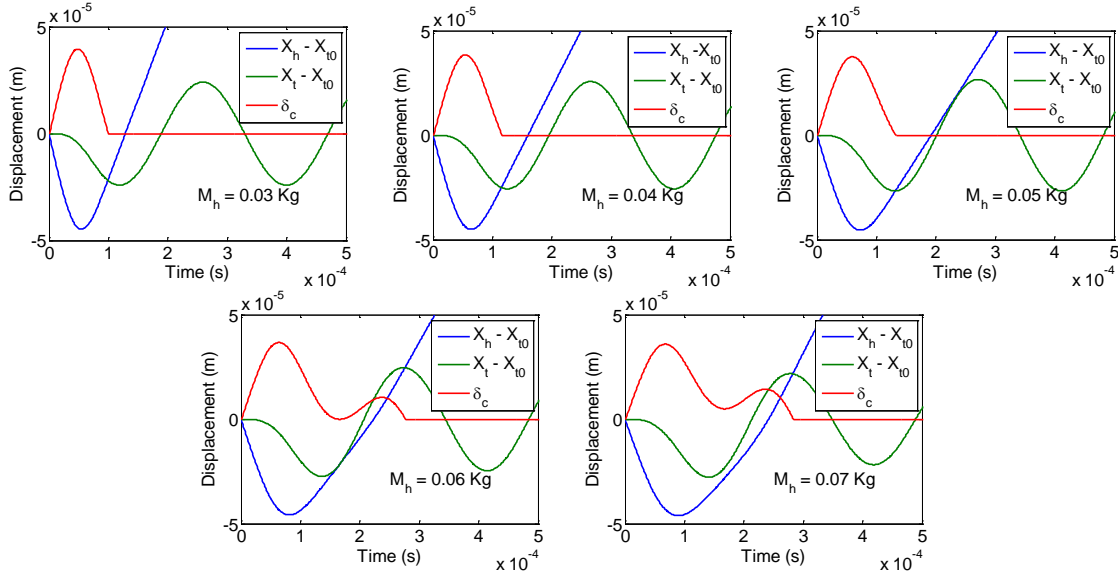 x 10^-5
5
0
-5
Displacement (m)
X_h - X_t0
X_t - X_t0
δ_c
M_h = 0.03 Kg
0 1 2 3 4 5
Time (s)
x 10^-4
x 10^-5
5
0
-5
Displacement (m)
X_h -X_t0
X_t - X_t0
δ_c
M_h = 0.04 Kg
0 1 2 3 4 5
Time (s)
x 10^-4
x 10^-5
5
0
-5
Displacement (m)
X_h - X_t0
X_t - X_t0
δ_c
M_h = 0.05 Kg
0 1 2 3 4 5
Time (s)
x 10^-4
x 10^-5
5
0
-5
Displacement (m)
X_h - X_t0
X_t - X_t0
δ_c
M_h = 0.06 Kg
0 1 2 3 4 5
Time (s)
x 10^-4
x 10^-5
5
0
-5
Displacement (m)
X_h - X_t0
X_t - X_t0
δ_c
M_h = 0.07 Kg
0 1 2 3 4 5
Time (s)
x 10^-4